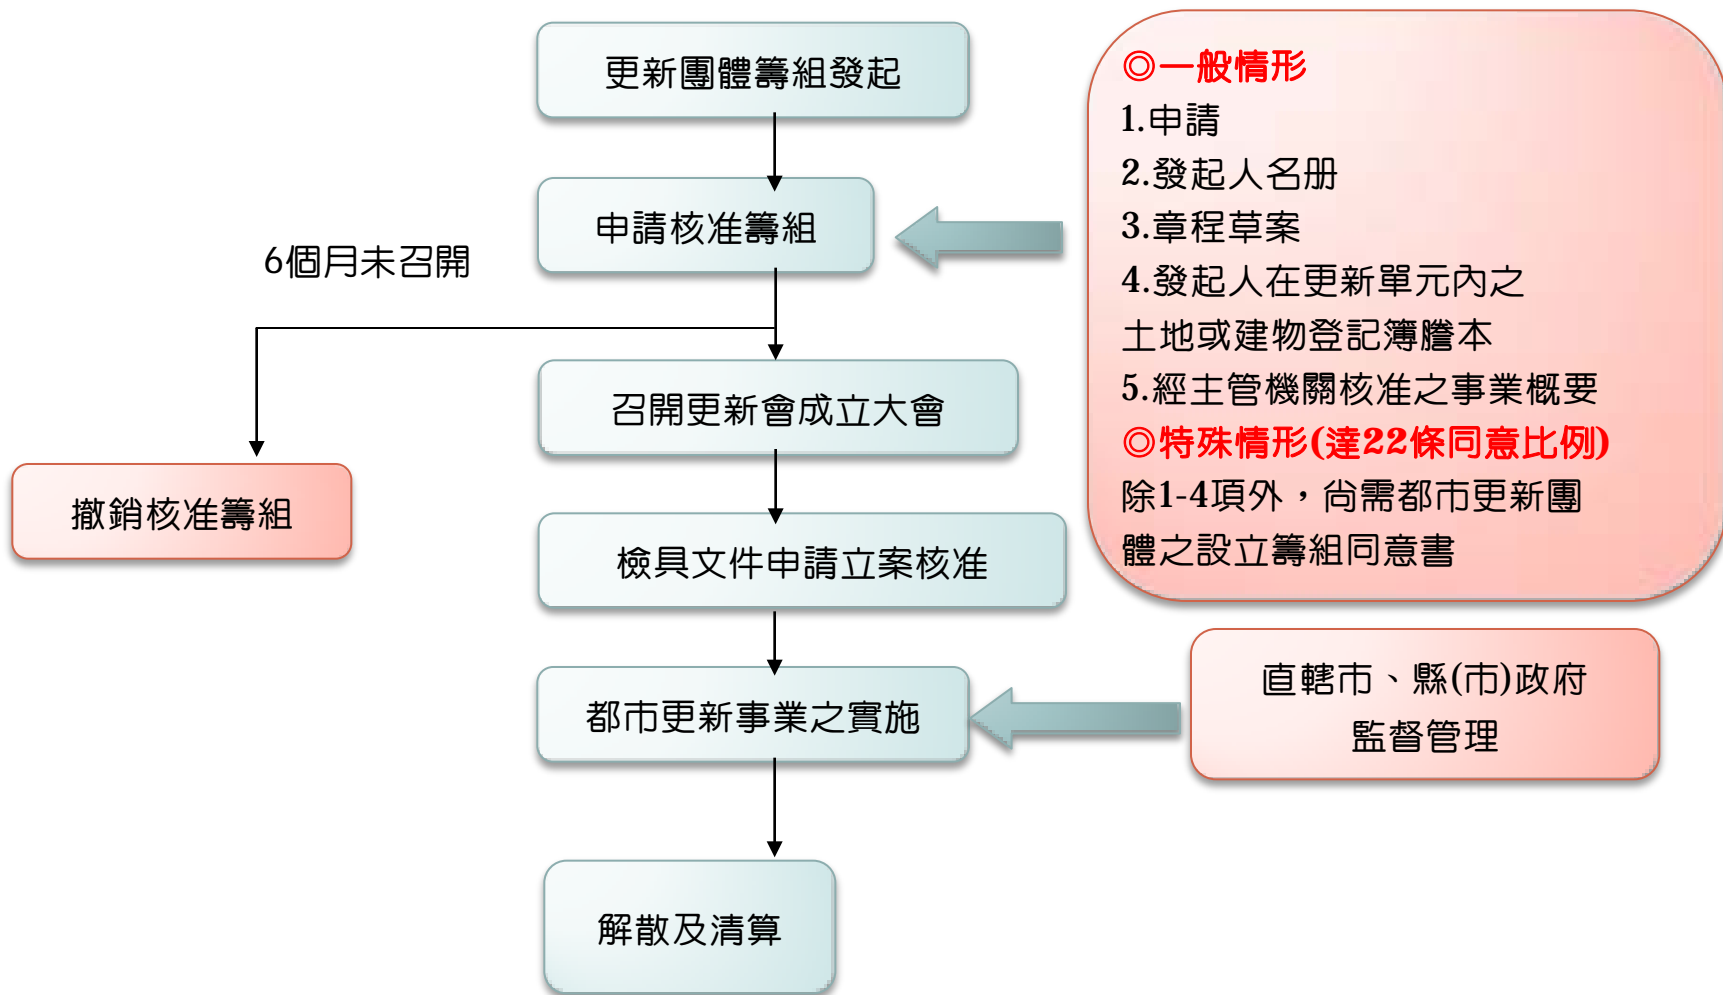 更新團體籌組發起
申請核准籌組
6個月未召開
召開更新會成立大會
撤銷核准籌組
檢具文件申請立案核准
都市更新事業之實施
解散及清算
◎一般情形
1.申請
2.發起人名册
3.章程草案
4.發起人在更新單元內之
土地或建物登記簿謄本
5.經主管機關核准之事業概要
◎特殊情形(達22條同意比例)
除1-4項外，尚需都市更新團
體之設立籌組同意書
直轄市、縣(市)政府
監督管理